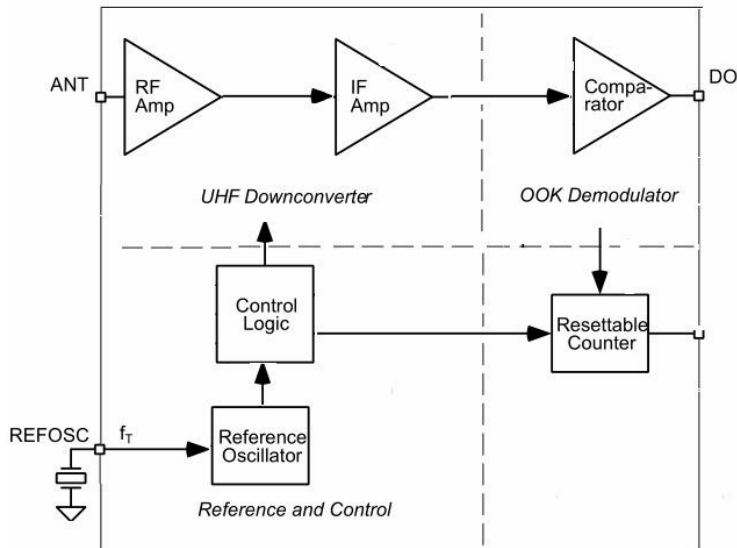 ANT
RF
Amp
IF
Amp
Compa-
rator
DO
UHF Downconverter
OOK Demodulator
Control
Logic
Resettable
Counter
REFOSC
fT
Reference
Oscillator
Reference and Control